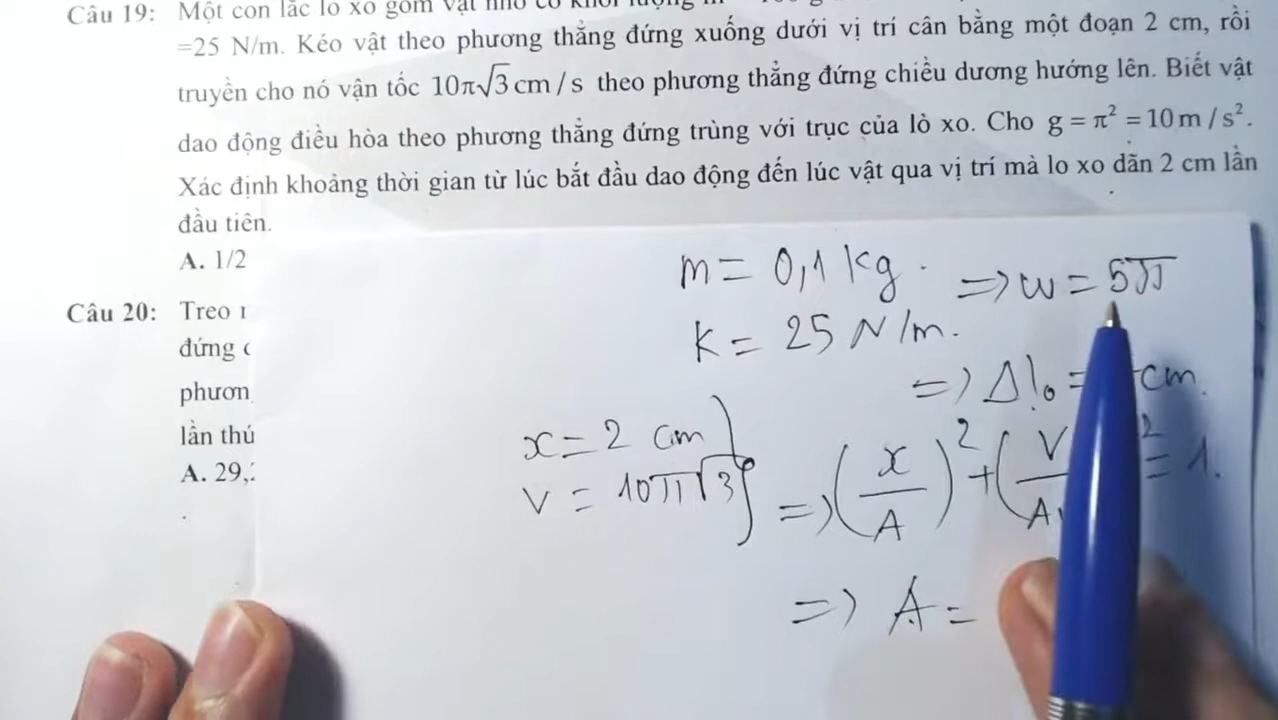 Câu 19: Một con lắc lò xo gồm vật nhỏ có khối lượng m
=25 N/m. Kéo vật theo phương thẳng đứng xuống dưới vị trí cân bằng một đoạn 2 cm, rồi
truyền cho nó vận tốc 10π√3 cm / s theo phương thẳng đứng chiều dương hướng lên. Biết vật
dao động điều hòa theo phương thẳng đứng trùng với trục của lò xo. Cho g = π² = 10 m / s².
Xác định khoảng thời gian từ lúc bắt đầu dao động đến lúc vật qua vị trí mà lo xo dãn 2 cm lần
đầu tiên.
A. 1/2
Câu 20: Treo
đứng
phươn
lần thứ
A. 29,
m = 0,1 kg. => ω = 5π
K = 25 N/m.
=> Δl₀ = cm.
x = 2 cm
v = 10π√3 => (x/A)² + (V/A )² = 1.
=> A =